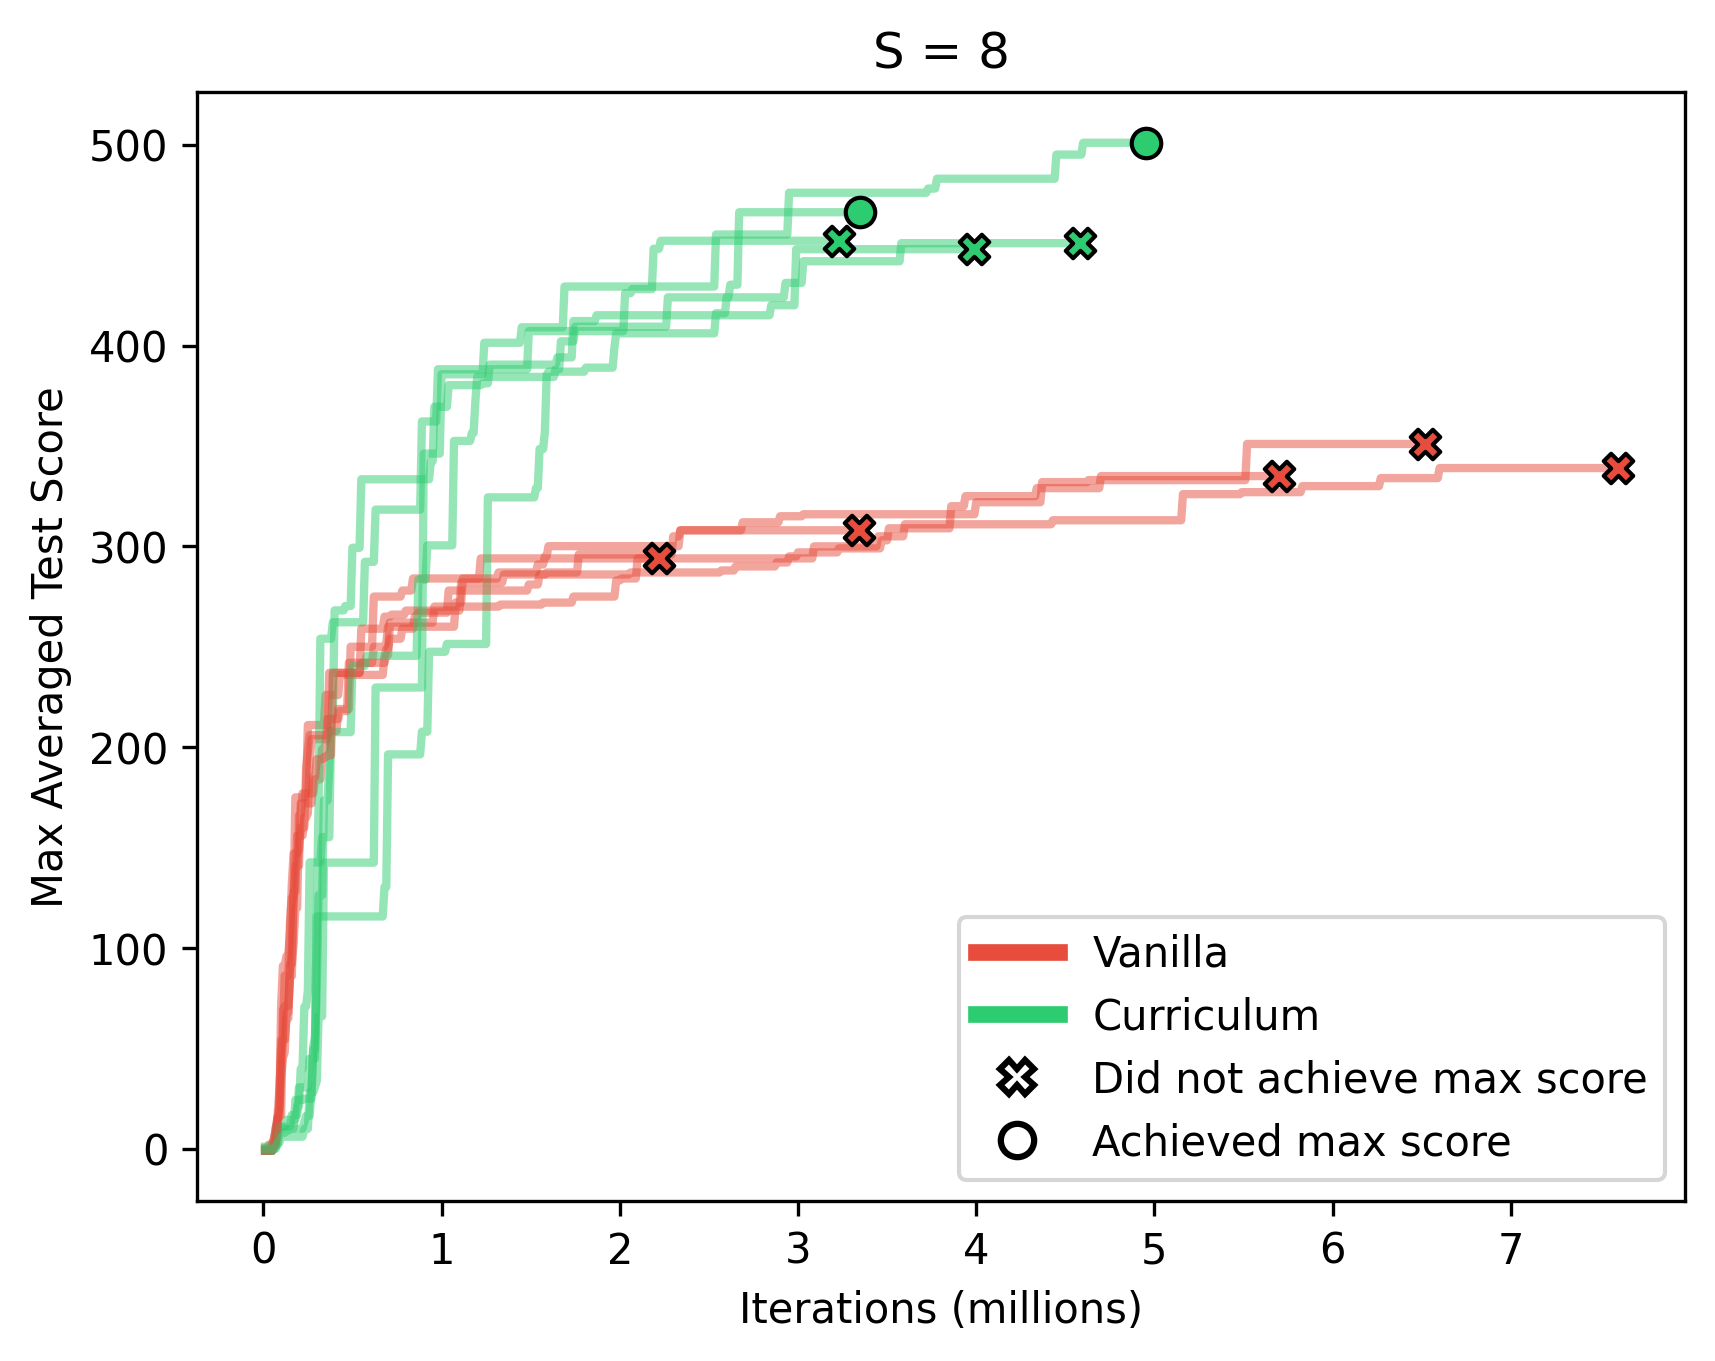 S = 8
Max Averaged Test Score
500
400
300
200
100
0
0 1 2 3 4 5 6 7
Iterations (millions)
Vanilla
Curriculum
Did not achieve max score
Achieved max score